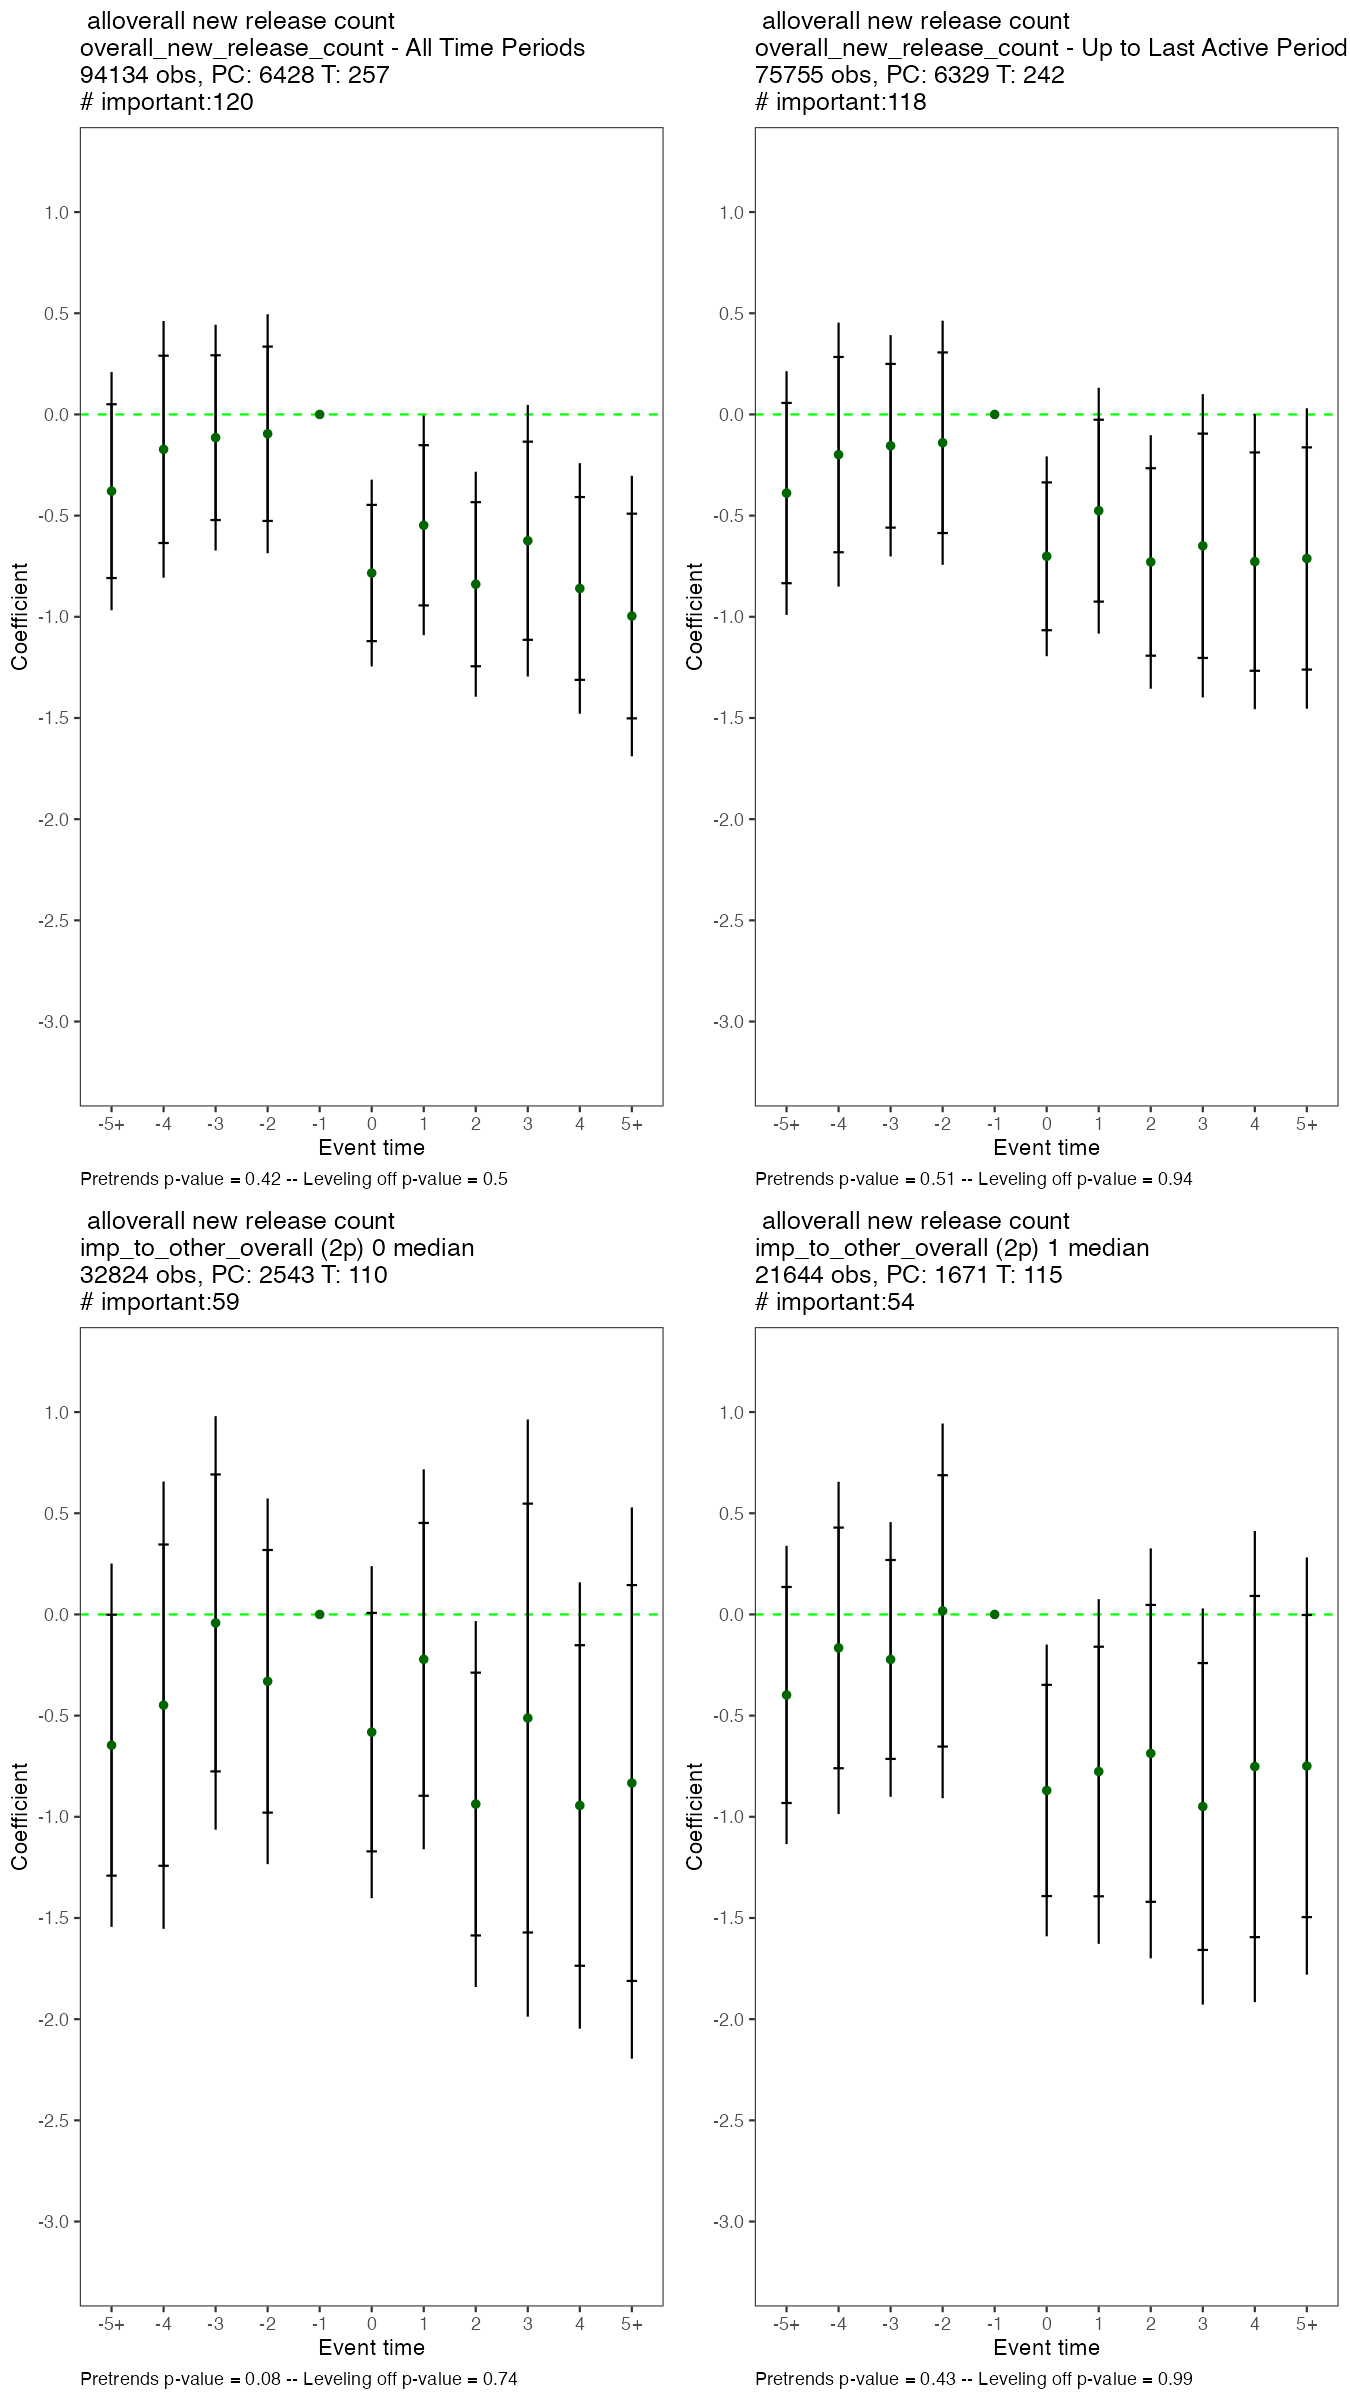 alloverall new release count
overall_new_release_count - All Time Periods
94134 obs, PC: 6428 T: 257
# important:120
1.0
0.5
0.0
-0.5
-1.0
-1.5
-2.0
-2.5
-3.0
Coefficient
-5+ -4 -3 -2 -1 0 1 2 3 4 5+
Event time
Pretrends p-value = 0.42 -- Leveling off p-value = 0.5
alloverall new release count
overall_new_release_count - Up to Last Active Period
75755 obs, PC: 6329 T: 242
# important:118
1.0
0.5
0.0
-0.5
-1.0
-1.5
-2.0
-2.5
-3.0
Coefficient
-5+ -4 -3 -2 -1 0 1 2 3 4 5+
Event time
Pretrends p-value = 0.51 -- Leveling off p-value = 0.94
alloverall new release count
imp_to_other_overall (2p) 0 median
32824 obs, PC: 2543 T: 110
# important:59
1.0
0.5
0.0
-0.5
-1.0
-1.5
-2.0
-2.5
-3.0
Coefficient
-5+ -4 -3 -2 -1 0 1 2 3 4 5+
Event time
Pretrends p-value = 0.08 -- Leveling off p-value = 0.74
alloverall new release count
imp_to_other_overall (2p) 1 median
21644 obs, PC: 1671 T: 115
# important:54
1.0
0.5
0.0
-0.5
-1.0
-1.5
-2.0
-2.5
-3.0
Coefficient
-5+ -4 -3 -2 -1 0 1 2 3 4 5+
Event time
Pretrends p-value = 0.43 -- Leveling off p-value = 0.99